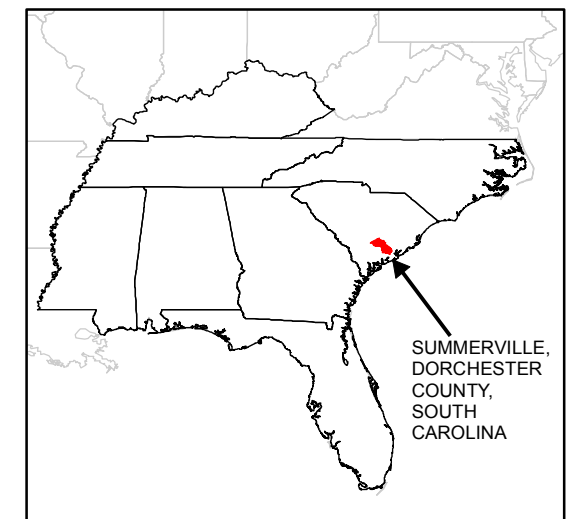 SUMMERVILLE,
DORCHESTER
COUNTY,
SOUTH
CAROLINA